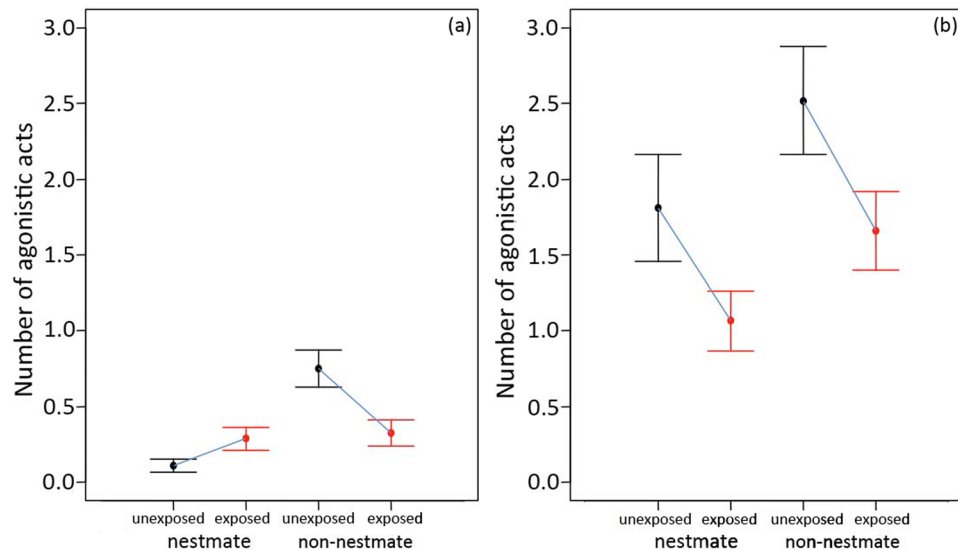 (a)
3.0
2.5
2.0
1.5
1.0
0.5
0.0
Number of agonistic acts
unexposed exposed unexposed exposed
nestmate non-nestmate
(b)
3.0
2.5
2.0
1.5
1.0
0.5
0.0
Number of agonistic acts
unexposed exposed unexposed exposed
nestmate non-nestmate